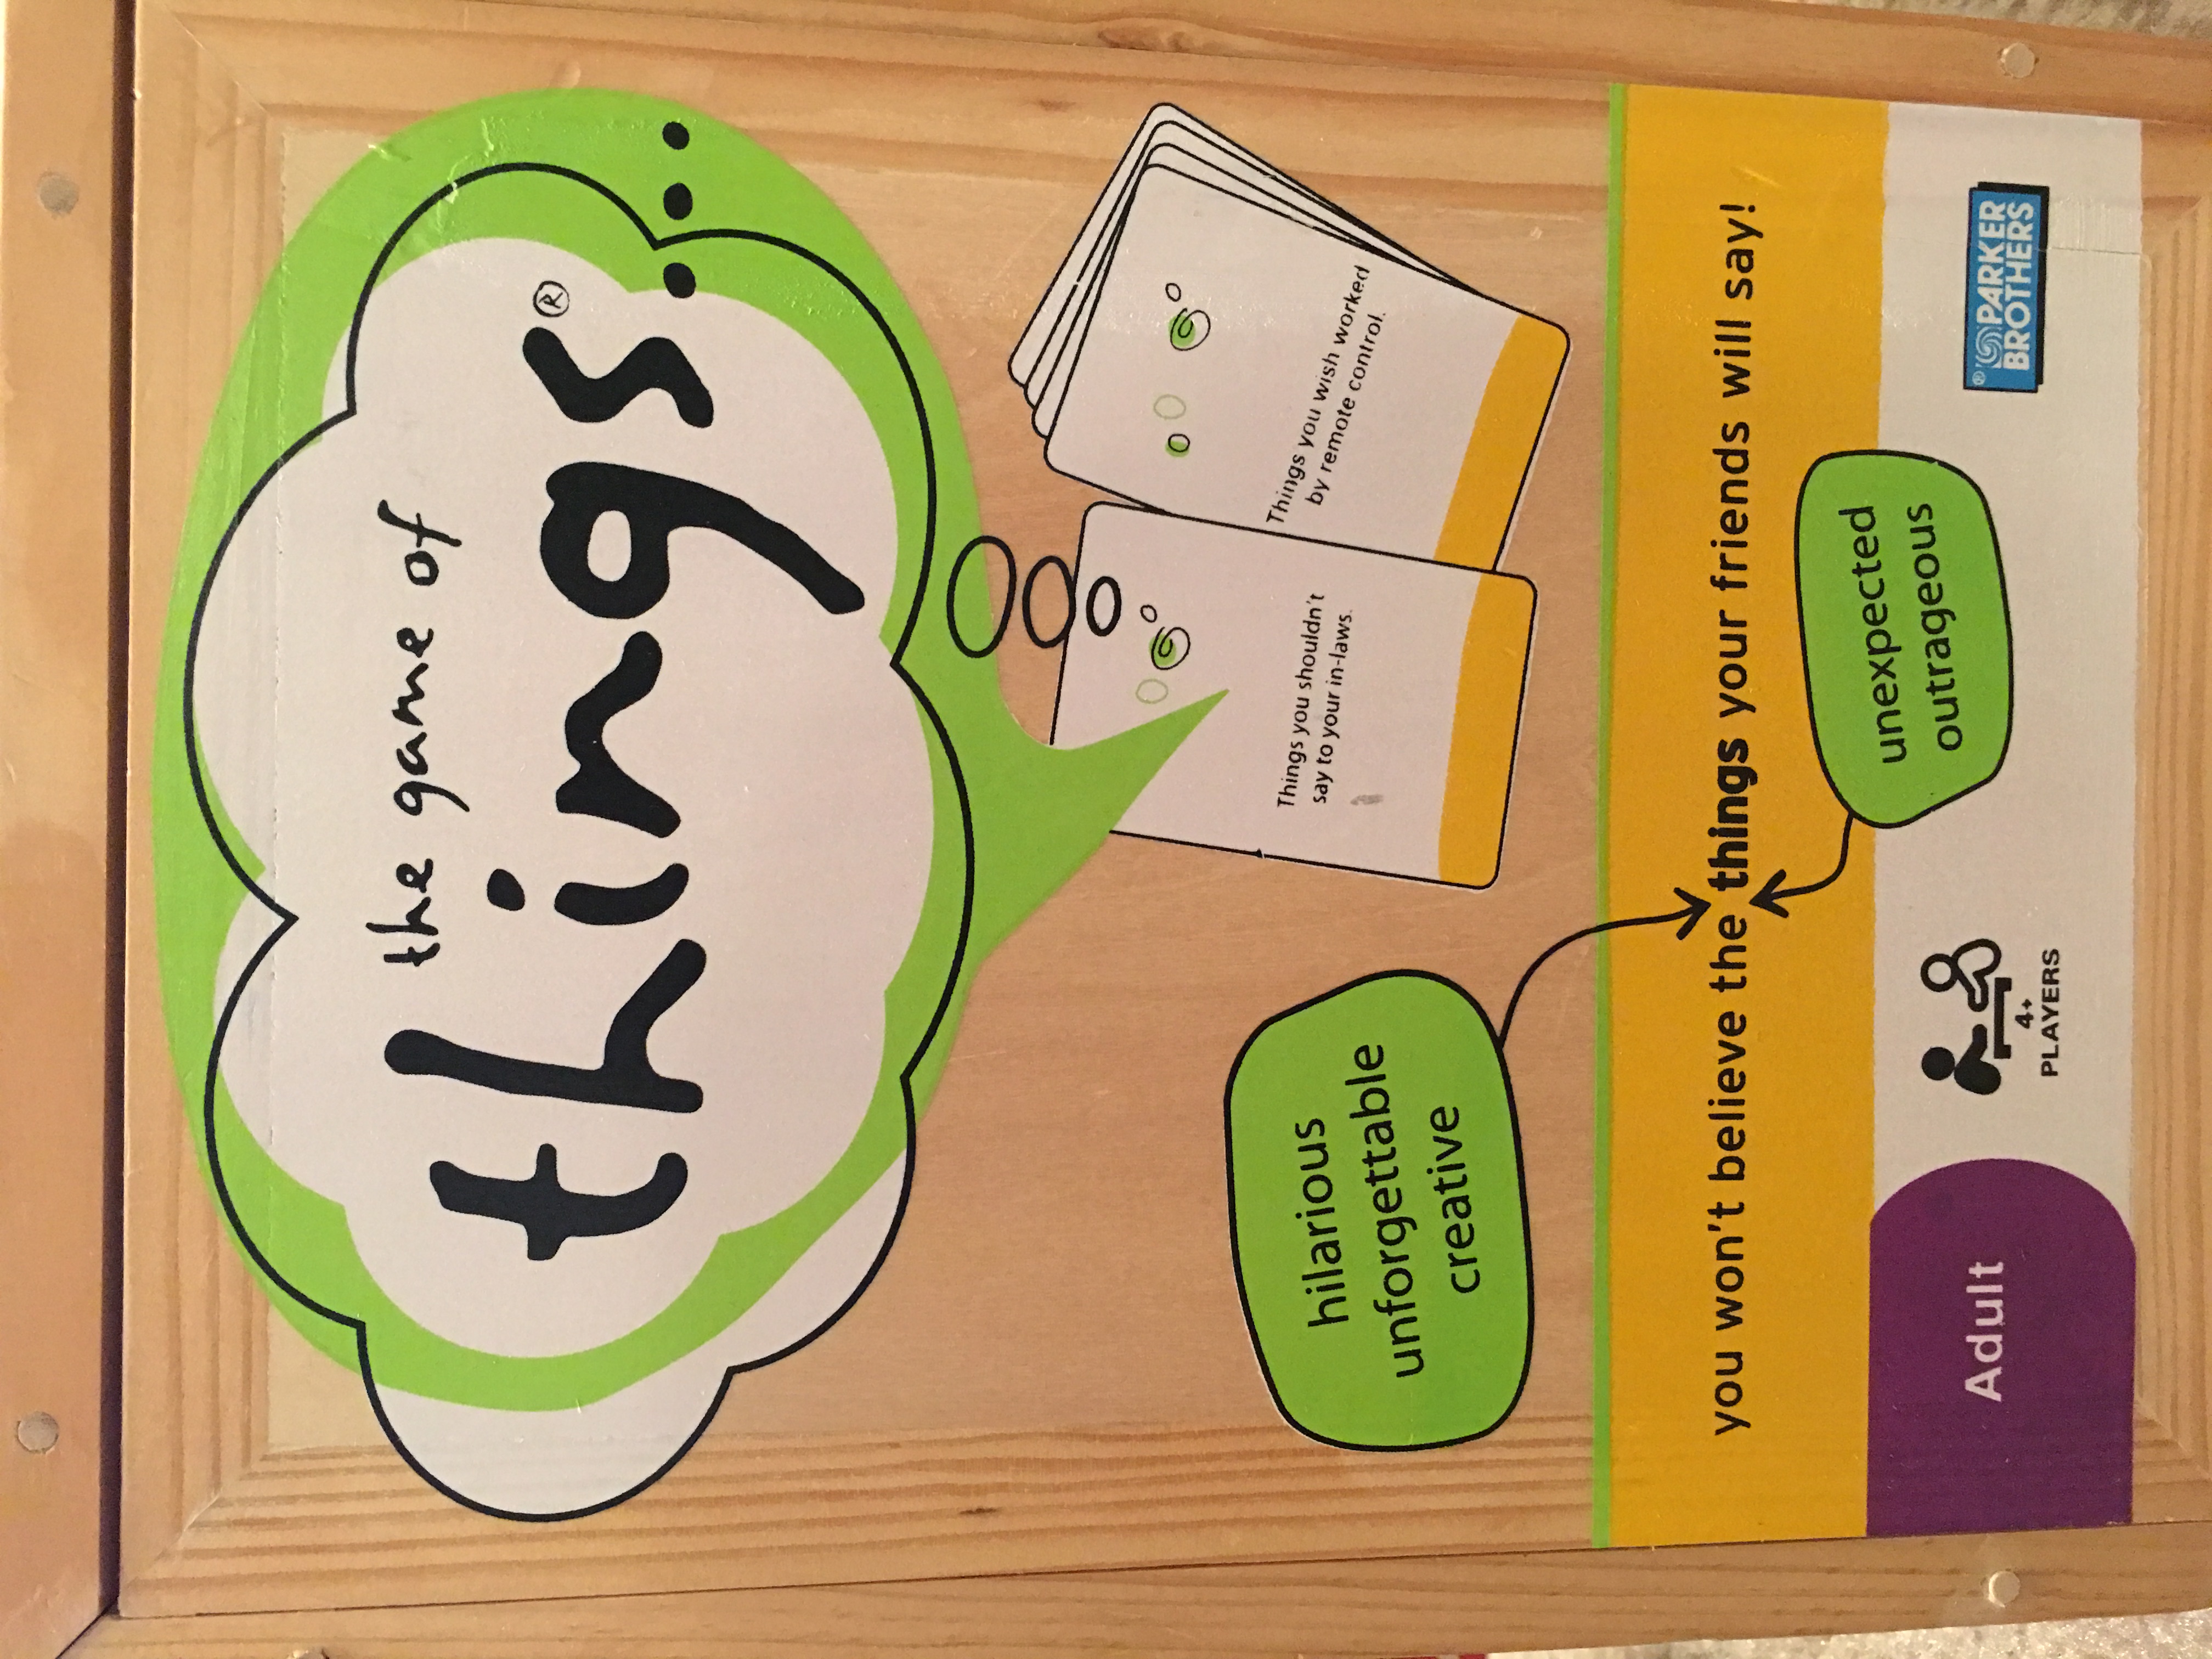 the game of
things®...
Things you shouldn't
say to your in-laws.
Things you wish worked
by remote control.
hilarious
unforgettable
creative
you won't believe the things your friends will say!
unexpected
outrageous
Adult
4+
PLAYERS
® PARKER
BROTHERS